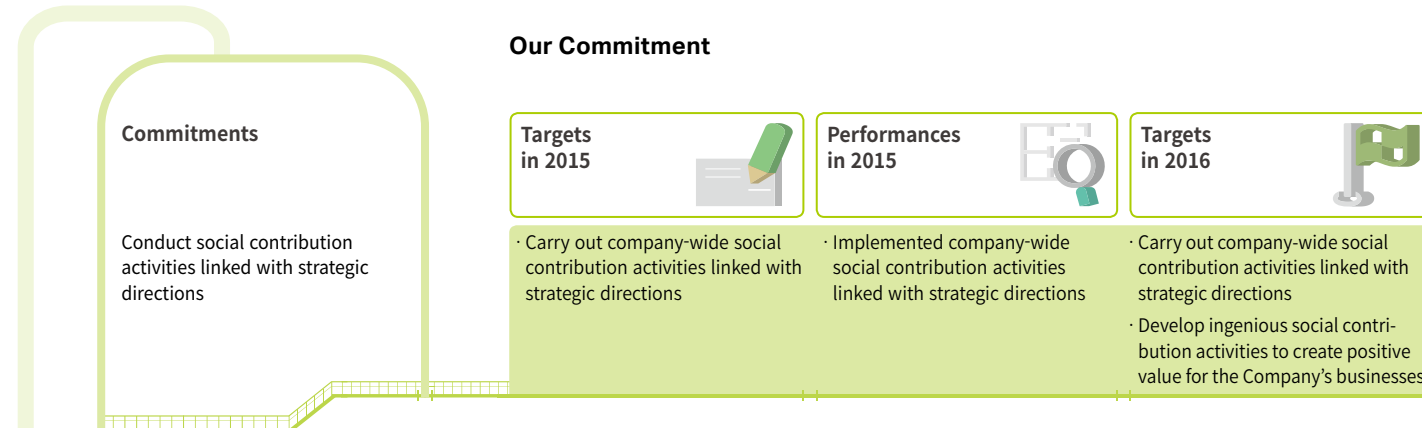 Our Commitment
Commitments
Conduct social contribution
activities linked with strategic
directions
Targets
in 2015
· Carry out company-wide social
contribution activities linked with
strategic directions
Performances
in 2015
· Implemented company-wide
social contribution activities
linked with strategic directions
Targets
in 2016
· Carry out company-wide social
contribution activities linked with
strategic directions
· Develop ingenious social contri-
bution activities to create positive
value for the Company's businesses